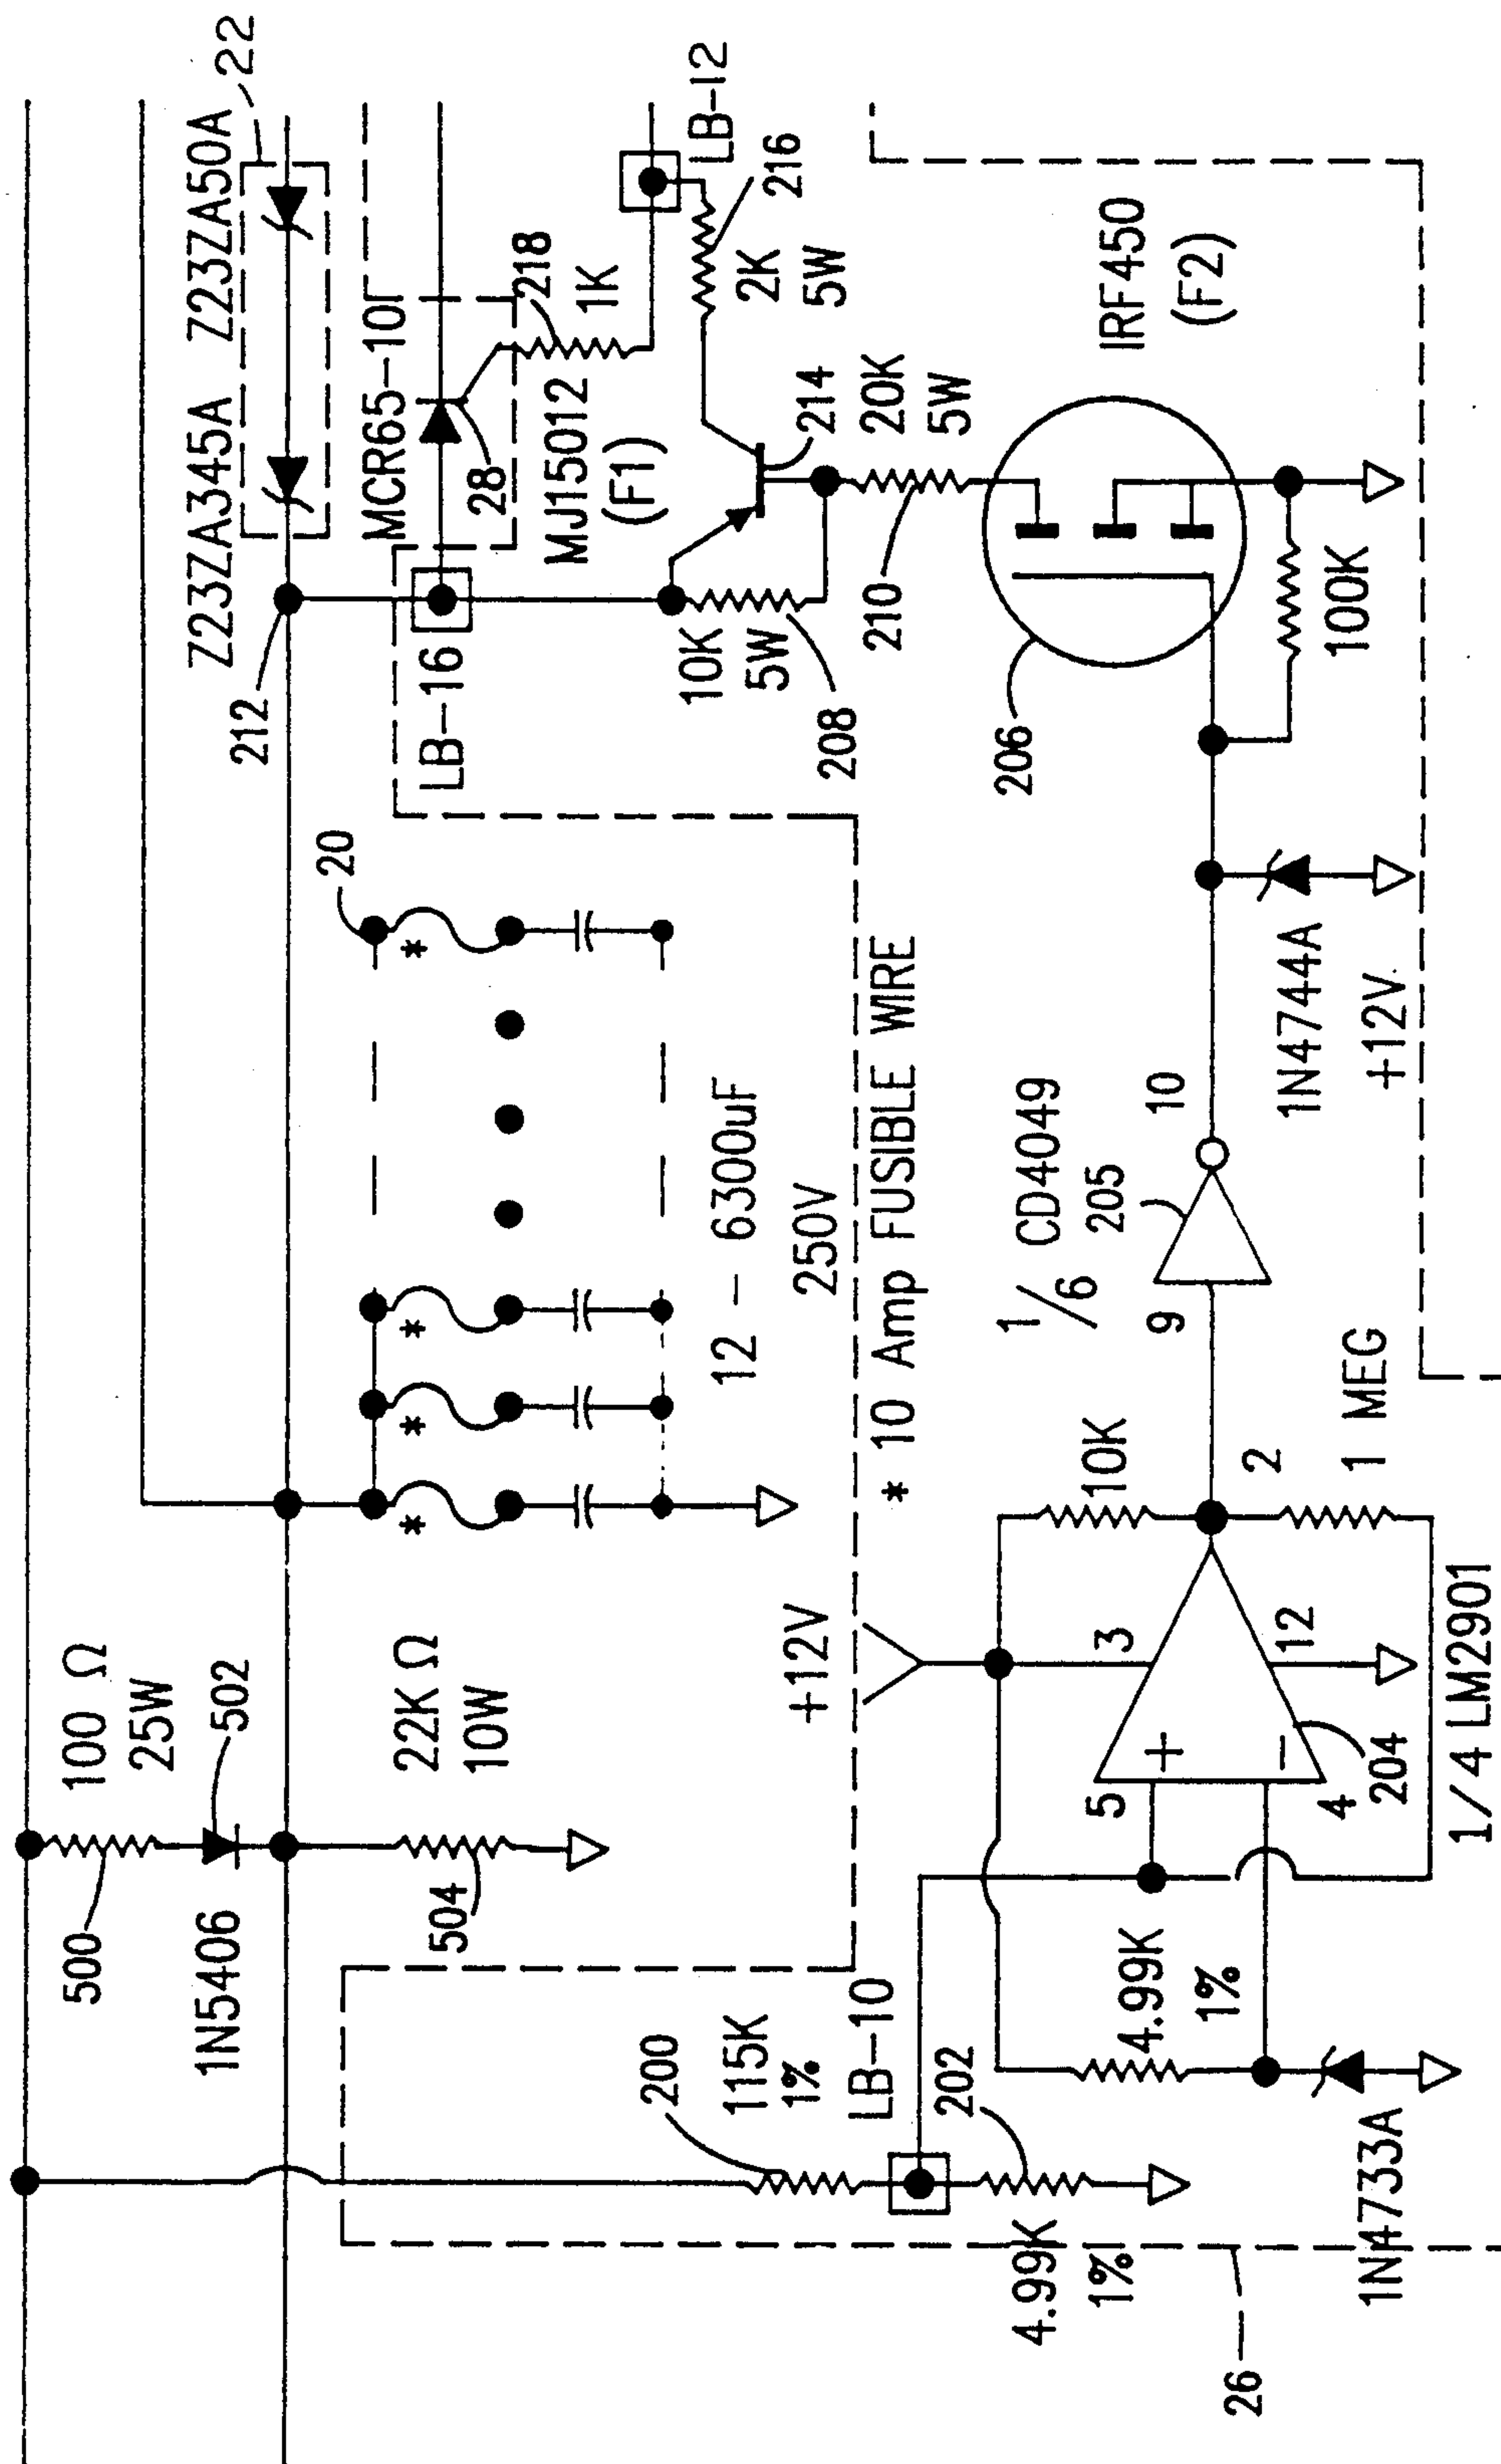 100 Ω
25W
500
502
1N5406
22K Ω
10W
504
212
Z23ZA345A Z23ZA50A
22
20
*
*
*
*
12 - 6300uF
250V
* 10 Amp FUSIBLE WIRE
LB-16
MCR65-10
28
218
1K
MJ15012
(F1)
LB-12
216
2K
5W
214
10K
5W
208
20K
5W
210
IRF450
(F2)
206
100K
200
115K
1%
LB-10
202
4.99K
1%
26
+12V
10K
3
5
+
-
4
12
204
2
1 MEG
1/4 LM2901
4.99K
1%
1N4733A
1/6 CD4049
205
9
10
1N4744A
+12V